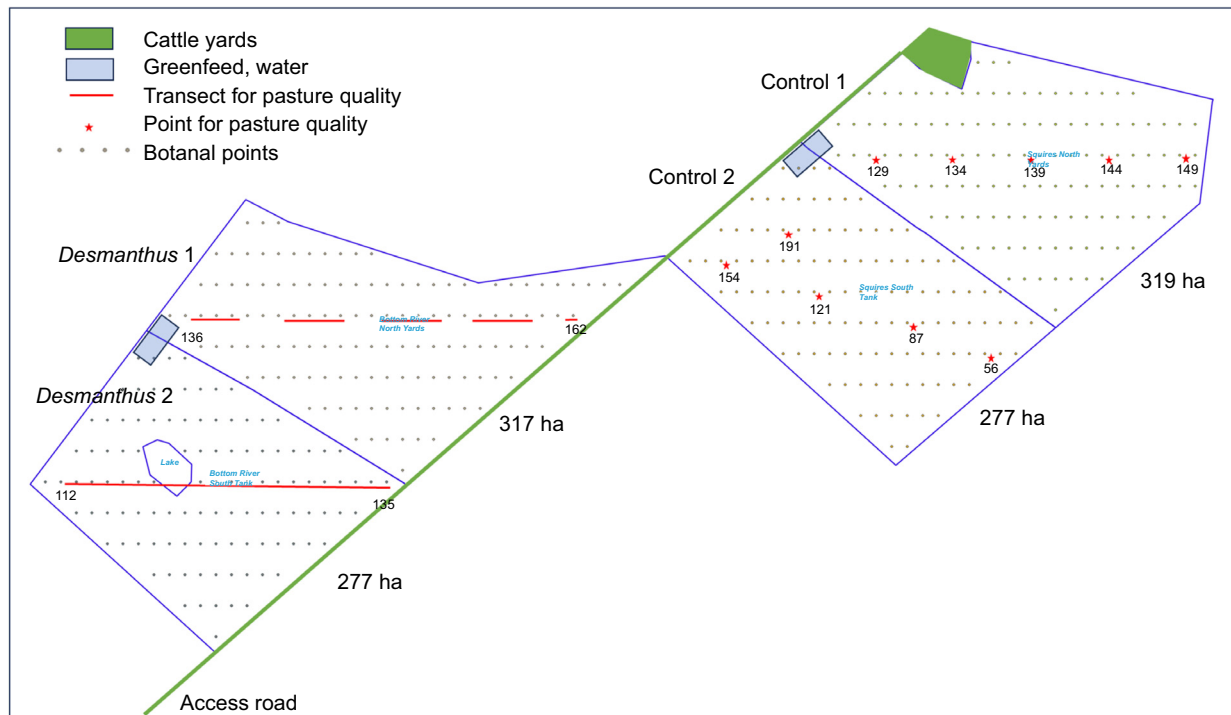 Cattle yards
Greenfeed, water
Transect for pasture quality
Point for pasture quality
Botanal points
Control 1
Control 2
Squires North
Yards
129
134
139
144
149
191
154
Squires South
Tank
121
87
56
319 ha
277 ha
Desmanthus 1
Bottom River
North Yards
136
162
Desmanthus 2
317 ha
Lake
Bottom River
South Tank
112
135
277 ha
Access road